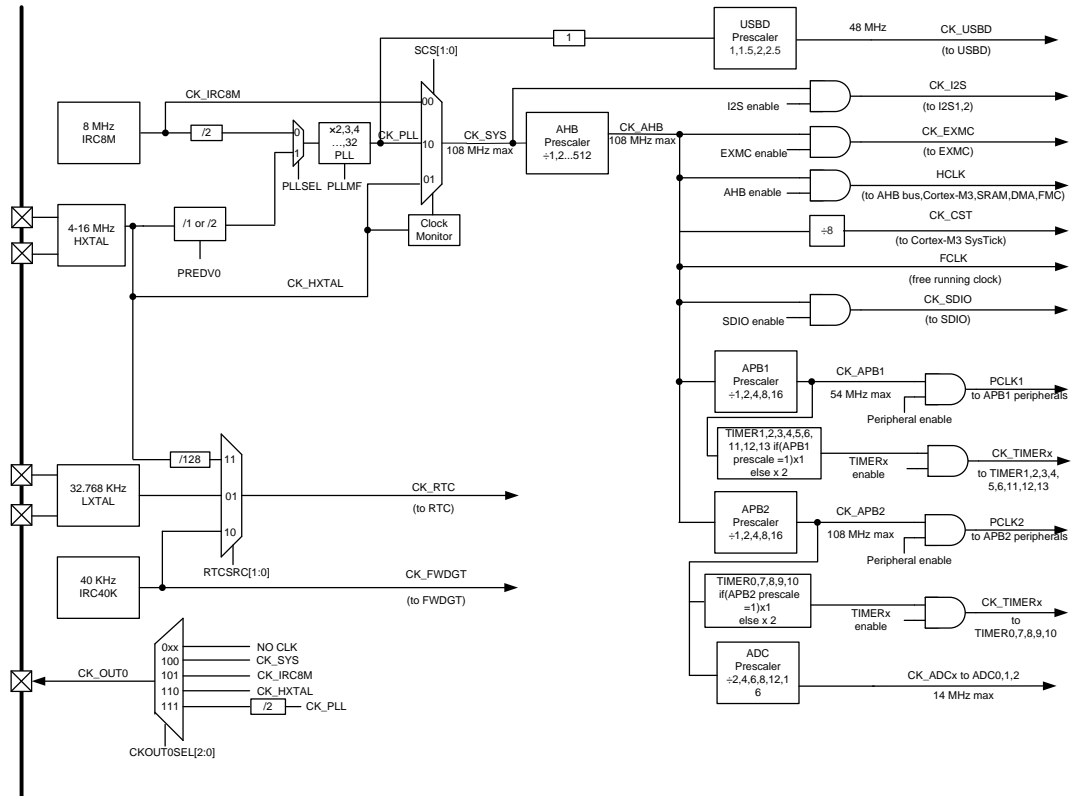 USBD
Prescaler
1,1.5,2,2.5
48 MHz
CK_USBD
(to USBD)
1
SCS[1:0]
CK_IRC8M
00
8 MHz
IRC8M
/2
0
1
×2,3,4
…,32
PLL
CK_PLL
10
CK_SYS
108 MHz max
PLLSEL
PLLMF
01
AHB
Prescaler
÷1,2...512
CK_AHB
108 MHz max
I2S enable
CK_I2S
(to I2S1,2)
EXMC enable
CK_EXMC
(to EXMC)
AHB enable
HCLK
(to AHB bus,Cortex-M3,SRAM,DMA,FMC)
÷8
CK_CST
(to Cortex-M3 SysTick)
FCLK
(free running clock)
SDIO enable
CK_SDIO
(to SDIO)
4-16 MHz
HXTAL
/1 or /2
PREDV0
Clock
Monitor
CK_HXTAL
APB1
Prescaler
÷1,2,4,8,16
CK_APB1
54 MHz max
Peripheral enable
PCLK1
to APB1 peripherals
TIMER1,2,3,4,5,6,
11,12,13 if(APB1
prescale =1)x1
else x 2
TIMERx
enable
CK_TIMERx
to TIMER1,2,3,4,
5,6,11,12,13
APB2
Prescaler
÷1,2,4,8,16
CK_APB2
108 MHz max
Peripheral enable
PCLK2
to APB2 peripherals
TIMER0,7,8,9,10
if(APB2 prescale
=1)x1
else x 2
TIMERx
enable
CK_TIMERx
to
TIMER0,7,8,9,10
ADC
Prescaler
÷2,4,6,8,12,1
6
CK_ADCx to ADC0,1,2
14 MHz max
/128
11
32.768 KHz
LXTAL
01
CK_RTC
(to RTC)
10
RTCSRC[1:0]
40 KHz
IRC40K
CK_FWDGT
(to FWDGT)
CK_OUT0
0xx
NO CLK
100
CK_SYS
101
CK_IRC8M
110
CK_HXTAL
111
/2
CK_PLL
CKOUT0SEL[2:0]